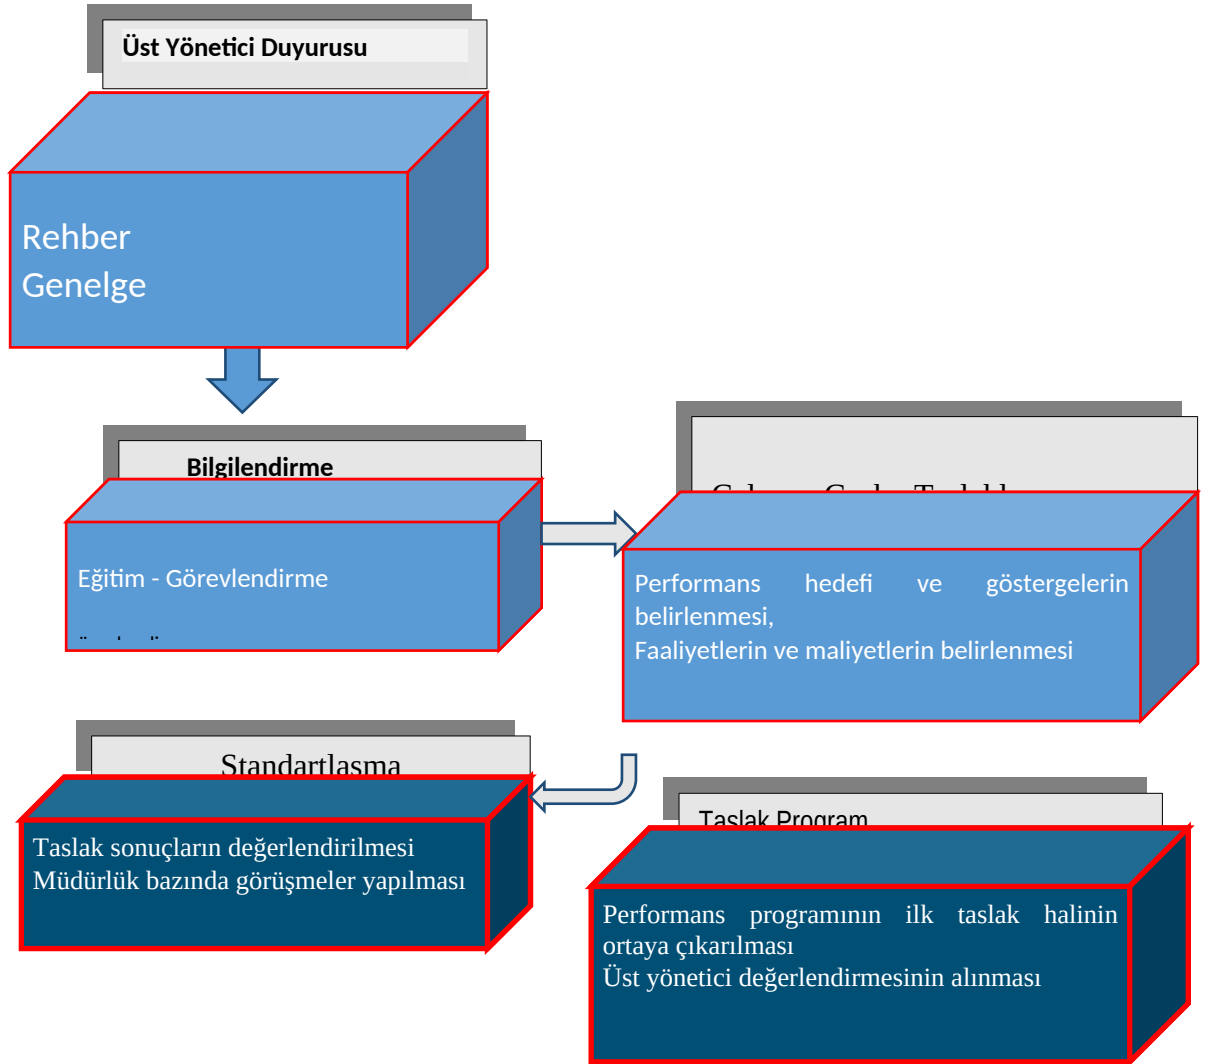 Üst Yönetici Duyurusu
Rehber
Genelge
Bilgilendirme
Eğitim - Görevlendirme
Performans hedefi ve göstergelerin
belirlenmesi,
Faaliyetlerin ve maliyetlerin belirlenmesi
Standartlasma
Taslak sonuçların değerlendirilmesi
Müdürlük bazında görüşmeler yapılması
Taslak Program
Performans programının ilk taslak halinin
ortaya çıkarılması
Üst yönetici değerlendirmesinin alınması